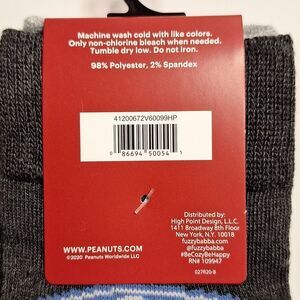 Machine wash cold with like colors.
Only non-chlorine bleach when needed.
Tumble dry low. Do not iron.
98% Polyester, 2% Spandex
41200672V60099HP
0 86694 50054 1
Distributed by:
High Point Design, L.L.C.
1411 Broadway 8th Floor
New York, N.Y. 10018
fuzzybabba.com
@fuzzybabba
#BeCozyBeHappy
RN# 109947
WWW.PEANUTS.COM
©2020 Peanuts Worldwide LLC
027R20-B